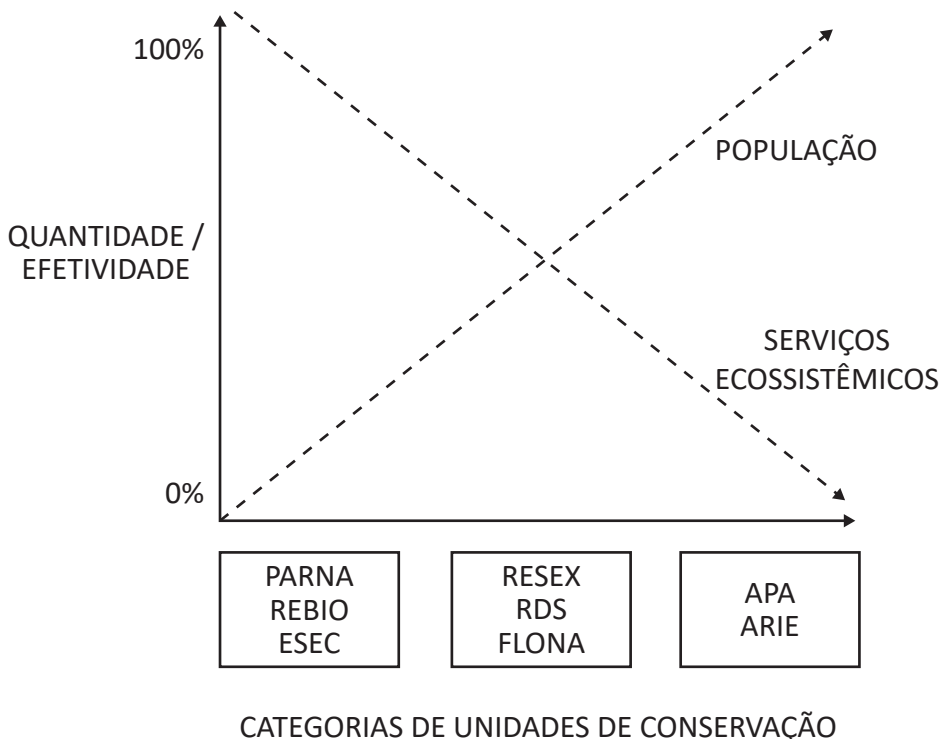 100%
POPULAÇÃO
QUANTIDADE /
EFETIVIDADE
SERVIÇOS
ECOSSISTÊMICOS
0%
PARNA
REBIO
ESEC
RESEX
RDS
FLONA
APA
ARIE
CATEGORIAS DE UNIDADES DE CONSERVAÇÃO